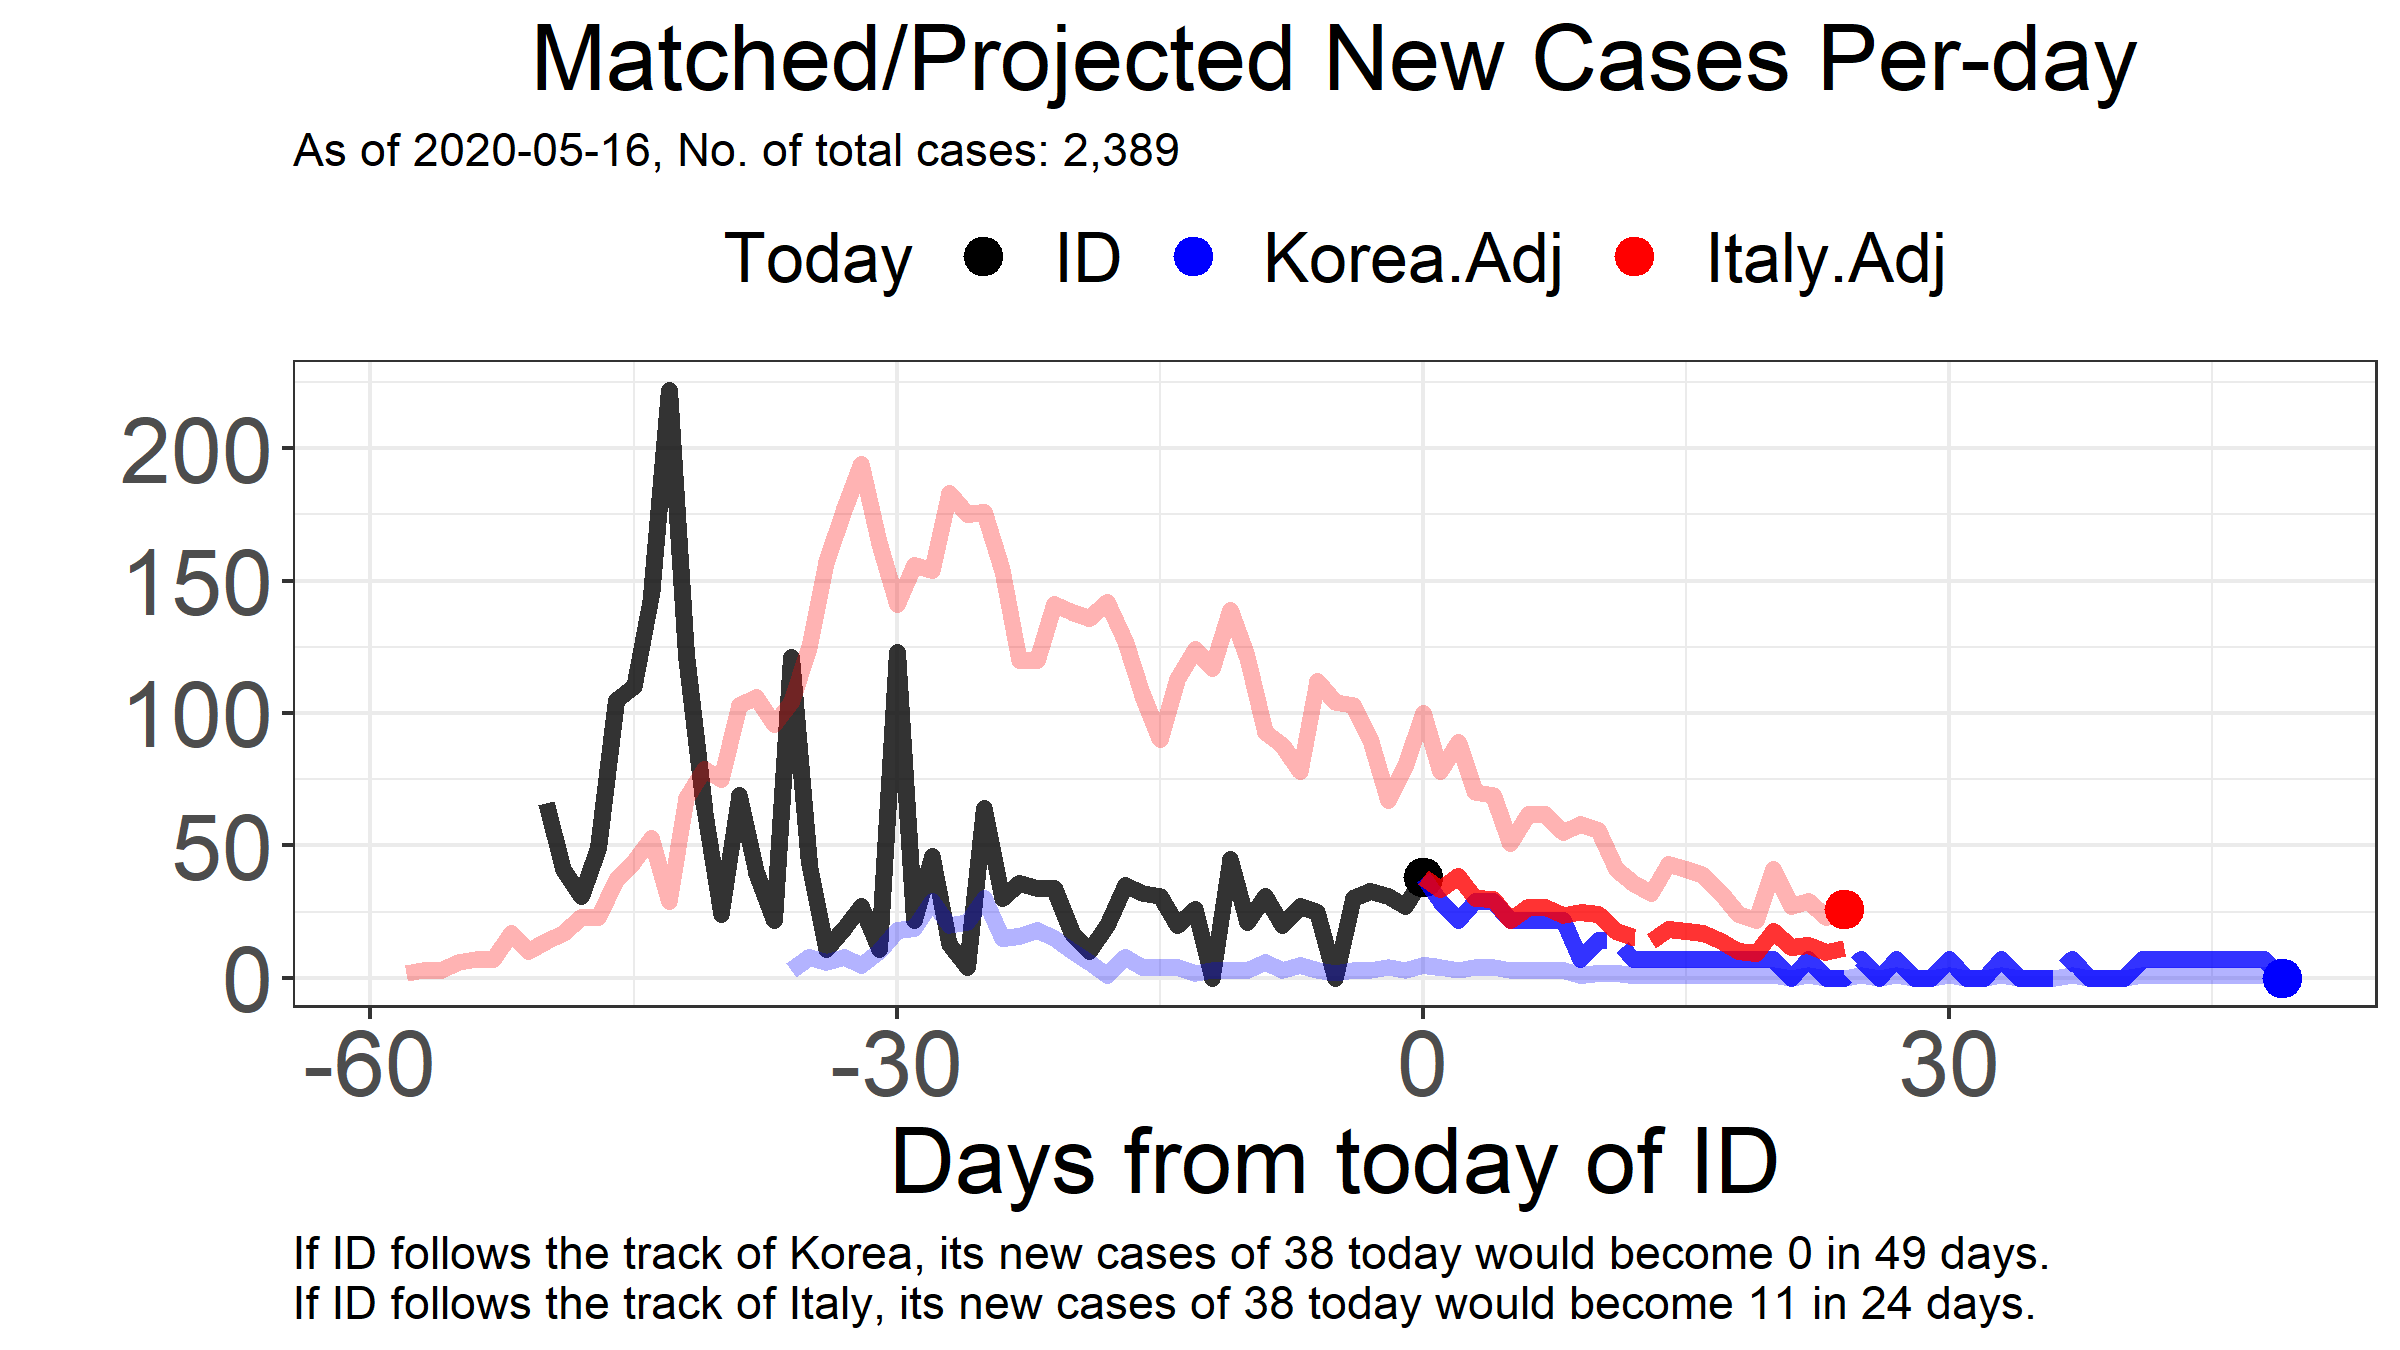 Matched/Projected New Cases Per-day
As of 2020-05-16, No. of total cases: 2,389
Today ID Korea.Adj Italy.Adj
200
150
100
50
0
-60 -30 0 30
Days from today of ID
If ID follows the track of Korea, its new cases of 38 today would become 0 in 49 days.
If ID follows the track of Italy, its new cases of 38 today would become 11 in 24 days.